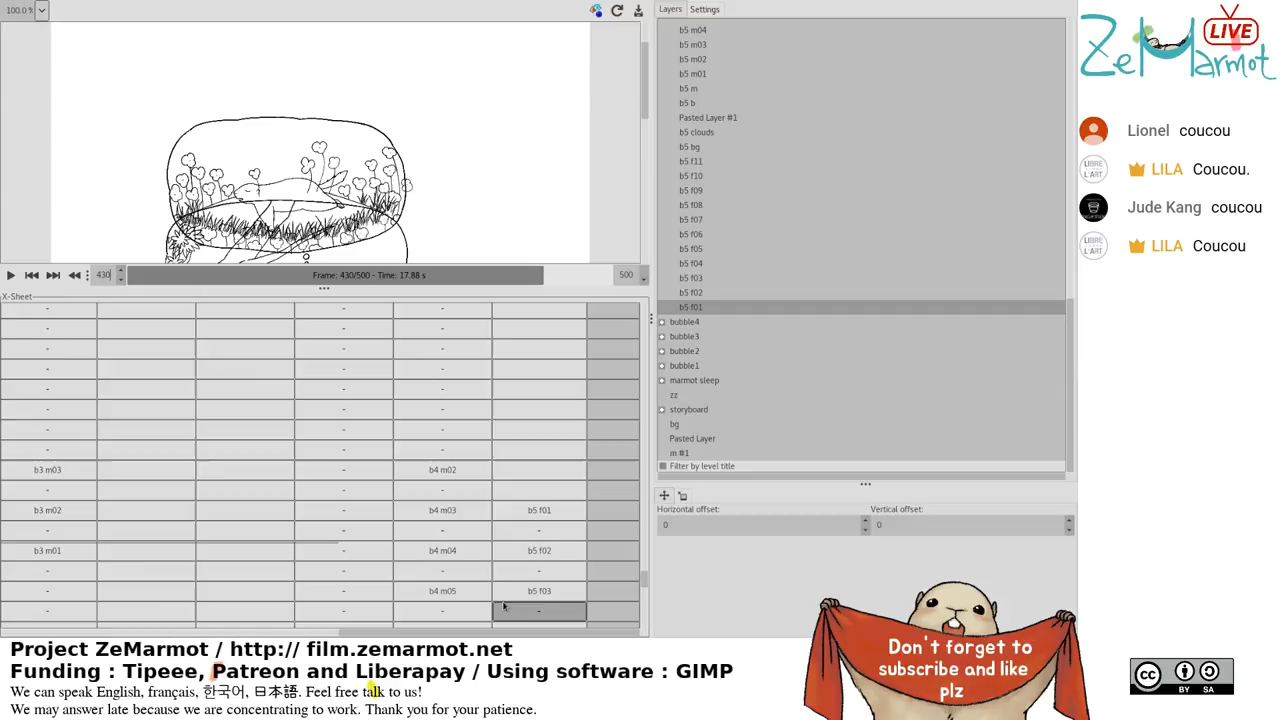 100.0 %
Layers Settings
ZeMarmot LIVE
b5 m04
b5 m03
b5 m02
b5 m01
b5 m
b5 b
Pasted Layer #1
b5 clouds
b5 bg
b5 f11
b5 f10
b5 f09
b5 f08
b5 f07
b5 f06
b5 f05
b5 f04
b5 f03
b5 f02
b5 f01
bubble4
bubble3
bubble2
bubble1
marmot sleep
zz
storyboard
bg
Pasted Layer
m #1
Filter by level title
Horizontal offset: Vertical offset:
0 0
Lionel coucou
LIBRE L'ART LILA Coucou.
Jude Kang coucou
LIBRE L'ART LILA Coucou
430 Frame: 430/500 - Time: 17.88 s 500
X-Sheet
- - -
- - -
- - -
- - -
- - -
- - -
- - -
- - -
b3 m03 - b4 m02
- - -
b3 m02 - b4 m03 b5 f01
- - - -
b3 m01 - b4 m04 b5 f02
- - - -
- b4 m05 b5 f03
- - - -
Don't forget to
subscribe and like
plz
Project ZeMarmot / http:// film.zemarmot.net
Funding : Tipeee, Patreon and Liberapay / Using software : GIMP
We can speak English, français, 한국어, 日本語. Feel free talk to us!
We may answer late because we are concentrating to work. Thank you for your patience.
CC BY SA